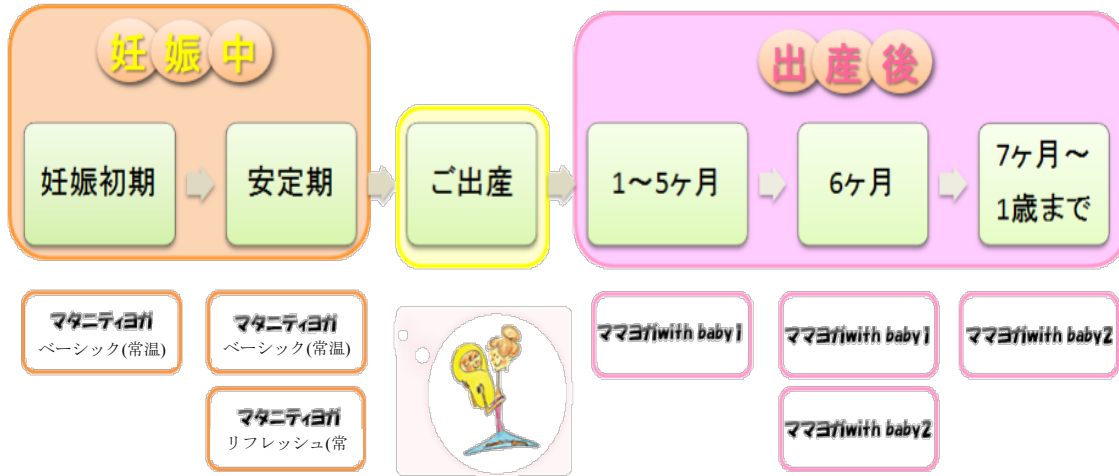 妊娠中
出産後
妊娠初期
安定期
ご出産
1～5ヶ月
6ヶ月
7ヶ月～
1歳まで
マタニティヨガ
ベーシック(常温)
マタニティヨガ
ベーシック(常温)
マタニティヨガ
リフレッシュ(常
ママヨガwith baby1
ママヨガwith baby1
ママヨガwith baby2
ママヨガwith baby2